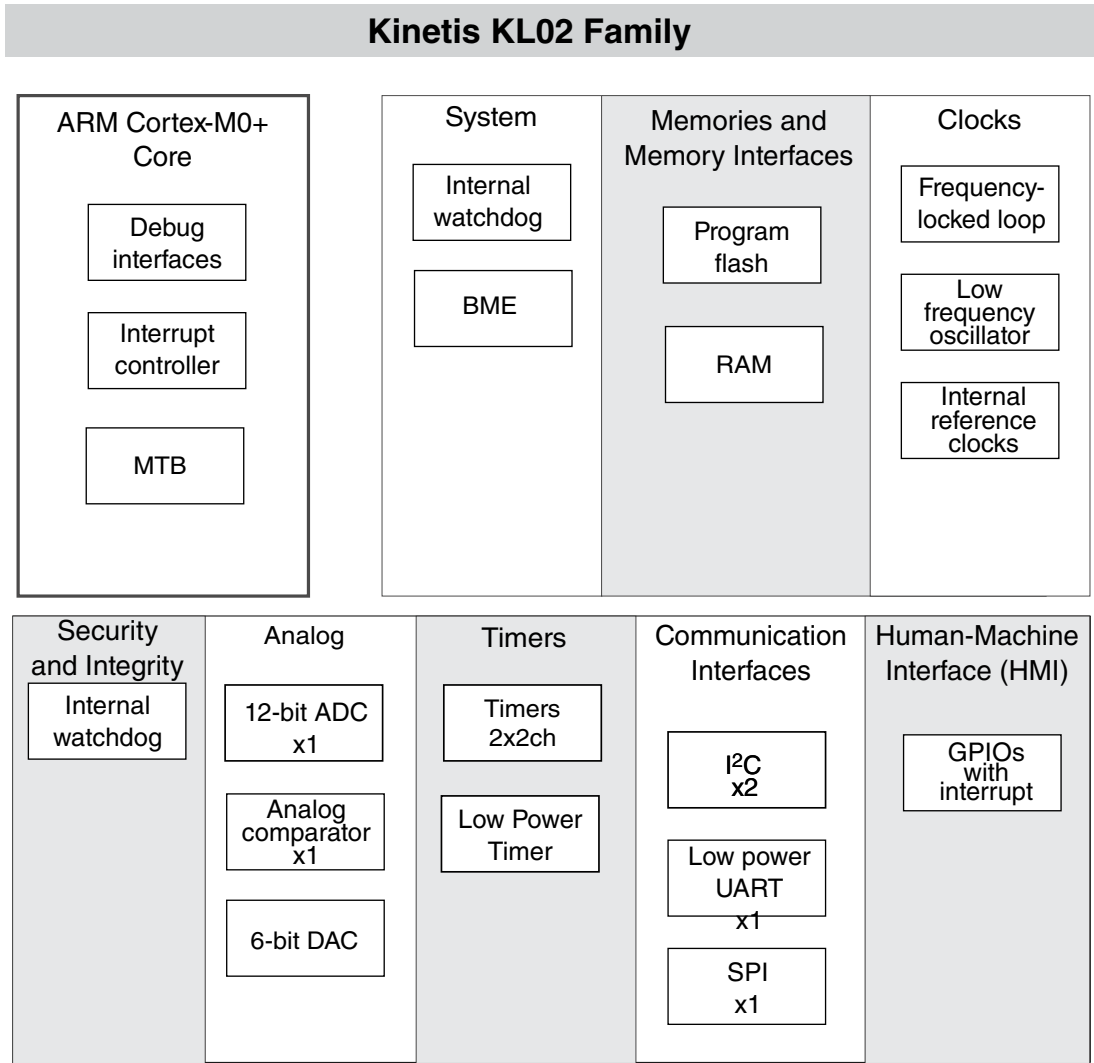 Kinetis KL02 Family
ARM Cortex-M0+
Core
Debug
interfaces
Interrupt
controller
MTB
System
Internal
watchdog
BME
Memories and
Memory Interfaces
Program
flash
RAM
Clocks
Frequency-
locked loop
Low
frequency
oscillator
Internal
reference
clocks
Security
and Integrity
Internal
watchdog
Analog
12-bit ADC
x1
Analog
comparator
x1
6-bit DAC
Timers
Timers
2x2ch
Low Power
Timer
Communication
Interfaces
I²C
x2
Low power
UART
x1
SPI
x1
Human-Machine
Interface (HMI)
GPIOs
with
interrupt